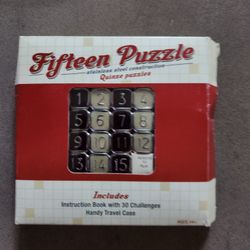 Fifteen Puzzle
stainless steel construction
Quinze puzzles
1 2 3 4
5 6 7 8
9 10 11 12
13 14 15
Includes
Instruction Book with 30 Challenges
Handy Travel Case